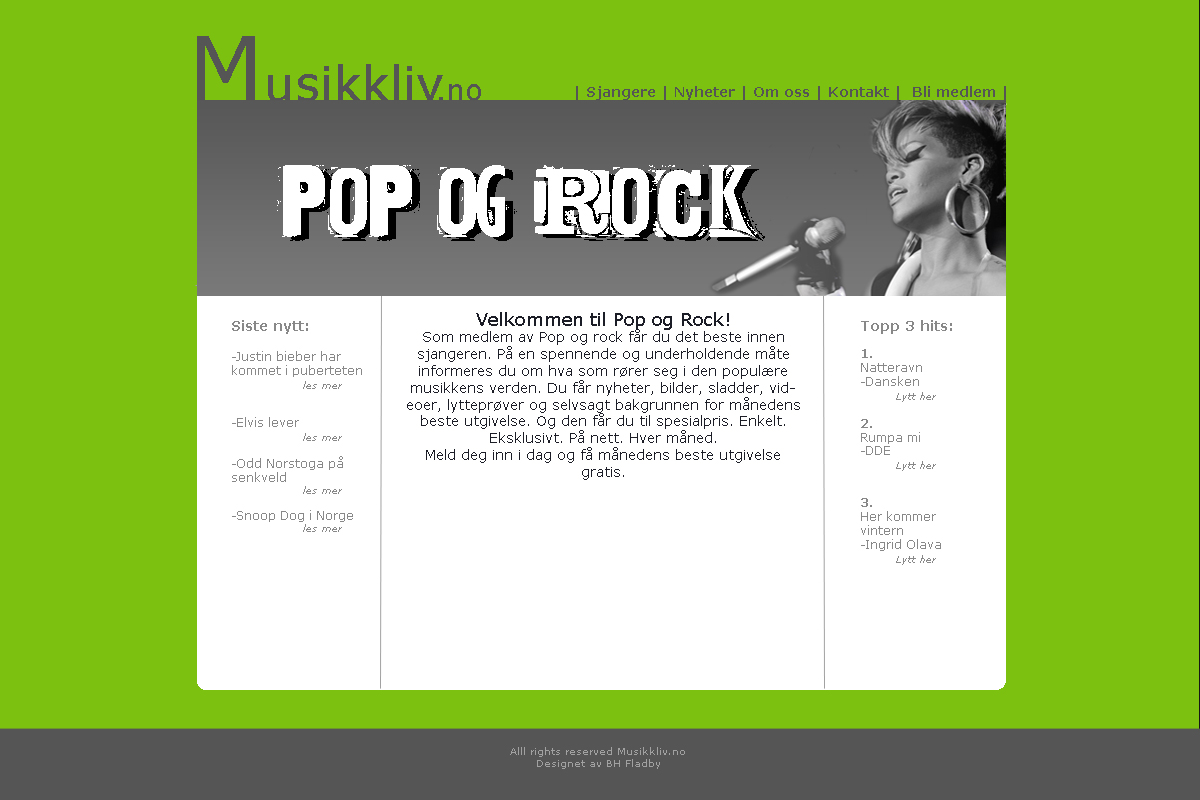 Musikkliv.no
| Sjangere | Nyheter | Om oss | Kontakt | Bli medlem |
POP OG ROCK
Siste nytt:
-Justin bieber har
kommet i puberteten
les mer
-Elvis lever
les mer
-Odd Norstoga på
senkveld
les mer
-Snoop Dog i Norge
les mer
Velkommen til Pop og Rock!
Som medlem av Pop og rock får du det beste innen
sjangeren. På en spennende og underholdende måte
informeres du om hva som rører seg i den populære
musikkens verden. Du får nyheter, bilder, sladder, vid-
eoer, lytteprøver og selvsagt bakgrunnen for månedens
beste utgivelse. Og den får du til spesialpris. Enkelt.
Eksklusivt. På nett. Hver måned.
Meld deg inn i dag og få månedens beste utgivelse
gratis.
Topp 3 hits:
1.
Natteravn
-Dansken
Lytt her
2.
Rumpa mi
-DDE
Lytt her
3.
Her kommer
vintern
-Ingrid Olava
Lytt her
Alll rights reserved Musikkliv.no
Designet av BH Fladby